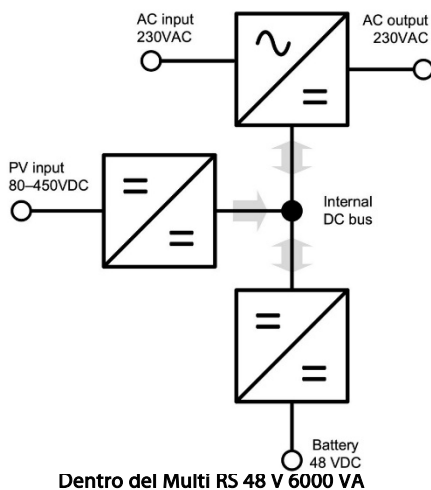 AC input
230VAC
AC output
230VAC
PV input
80–450VDC
Internal
DC bus
Battery
48 VDC
Dentro del Multi RS 48 V 6000 VA